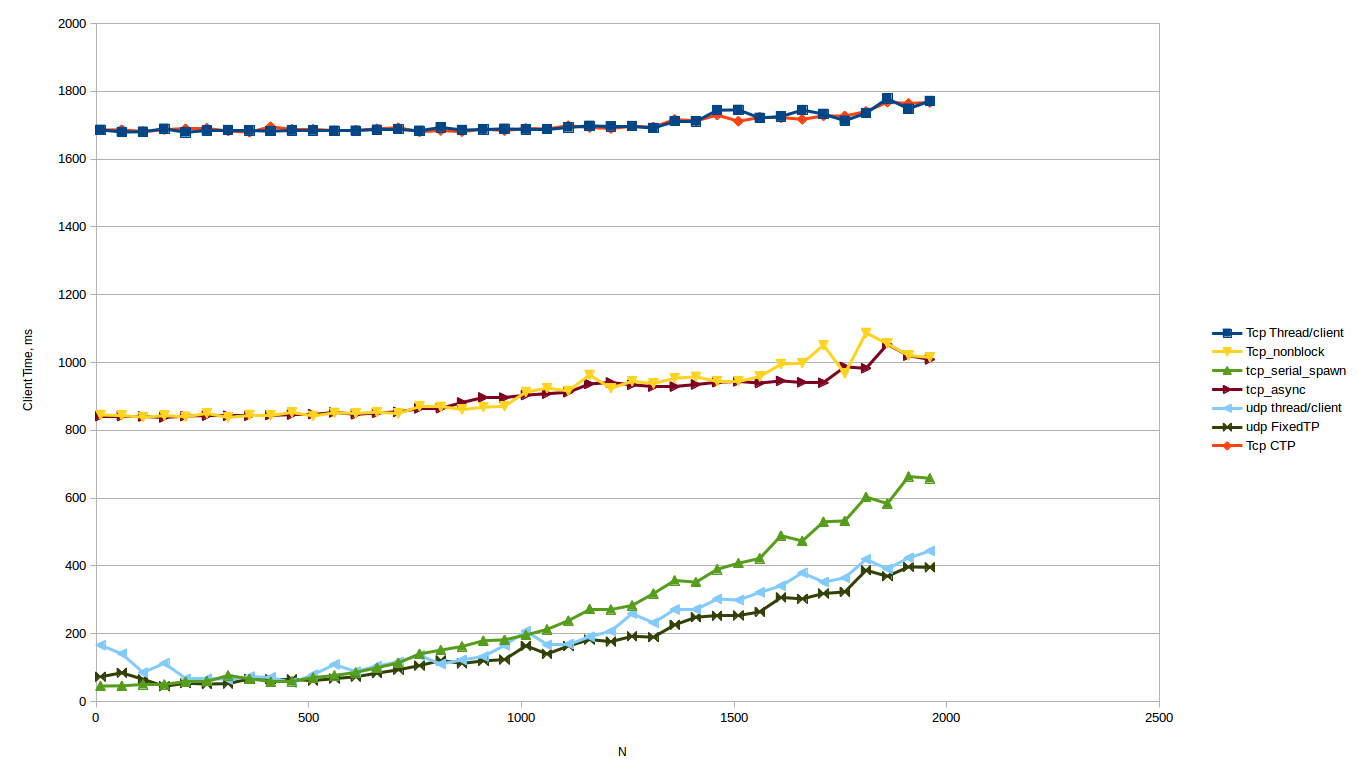 2000
1800
1600
1400
1200
1000
800
600
400
200
0
Client Time, ms
0 500 1000 1500 2000 2500
N
Tcp Thread/client
Tcp_nonblock
tcp_serial_spawn
tcp_async
udp thread/client
udp FixedTP
Tcp CTP